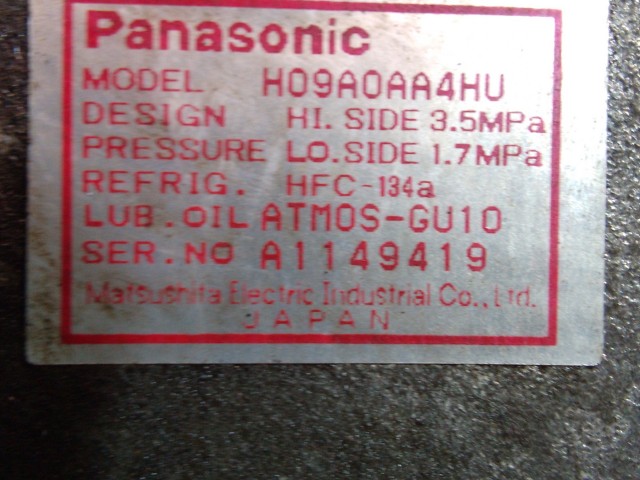 Panasonic
MODEL H09A0AA4HU
DESIGN HI. SIDE 3.5MPa
PRESSURE LO. SIDE 1.7MPa
REFRIG. HFC-134a
LUB. OIL ATMOS-GU10
SER. NO A1149419
Matsushita Electric Industrial Co., Ltd.
JAPAN